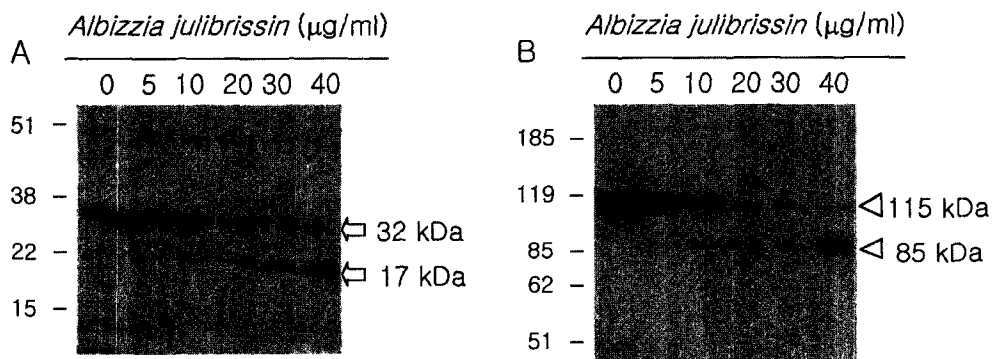 A
Albizzia julibrissin (μg/ml)
0 5 10 20 30 40
51
38
22
15
32 kDa
17 kDa
B
Albizzia julibrissin (μg/ml)
0 5 10 20 30 40
185
119
85
62
51
115 kDa
85 kDa